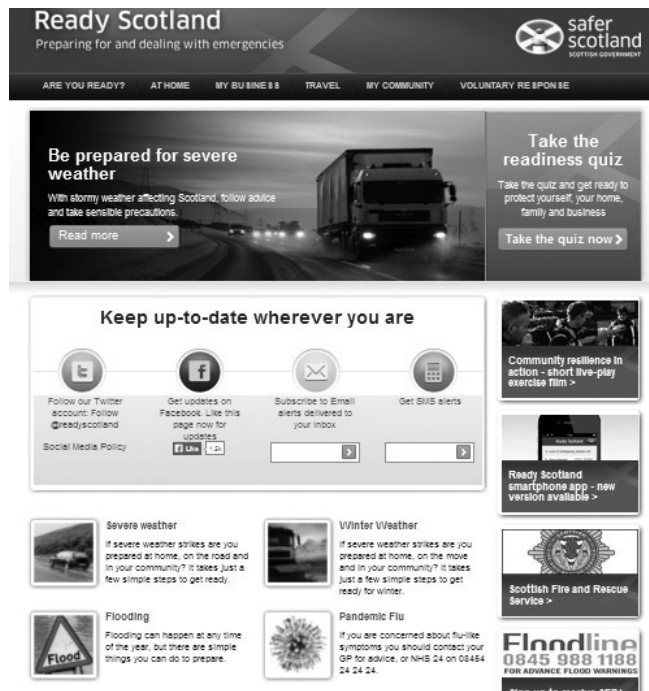 Ready Scotland
Preparing for and dealing with emergencies
safer
scotland
SCOTTISH GOVERNMENT
ARE YOU READY? AT HOME MY BUSINESS TRAVEL MY COMMUNITY VOLUNTARY RESPONSE
Be prepared for severe
weather
With stormy weather affecting Scotland, follow advice
and take sensible precautions.
Read more
Take the
readiness quiz
Take the quiz and get ready to
protect yourself, your home,
family and business
Take the quiz now
Keep up-to-date wherever you are
Follow our Twitter
account: Follow
@readyscotland
Social Media Policy
Get updates on
Facebook. Like this
page now for
updates
Like
Subscribe to Email
alerts delivered to
your inbox
Get SMS alerts
Community resilience in
action - short live-play
exercise film >
Ready Scotland
smartphone app - new
version available >
Scottish Fire and Rescue
Service >
Floodline
0845 988 1188
FOR ADVANCE FLOOD WARNINGS
Severe weather
If severe weather strikes are you
prepared at home, on the road and
in your community? It takes just a
few simple steps to get ready.
Winter Weather
If severe weather strikes are you
prepared at home, on the move
and in your community? It takes
just a few simple steps to get
ready for winter.
Flood
Flooding
Flooding can happen at any time
of the year, but there are simple
things you can do to prepare.
Pandemic Flu
If you are concerned about flu-like
symptoms you should contact your
GP for advice, or NHS 24 on 08454
24 24 24.